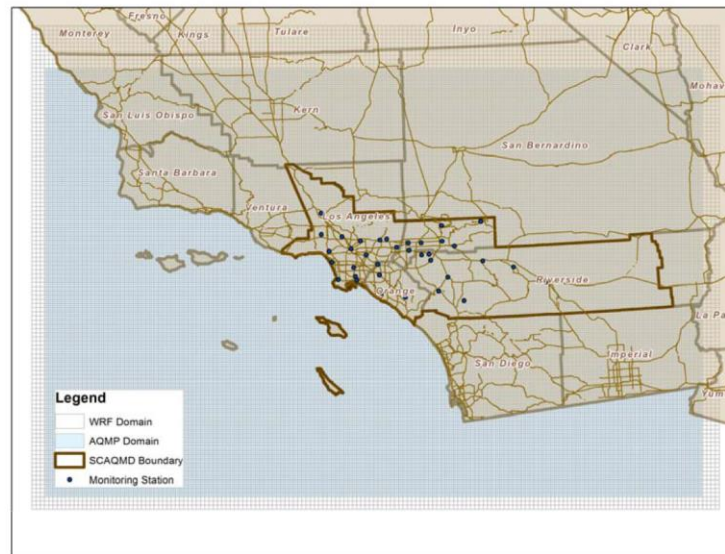 Fresno
Monterey
Kings
Tulare
Inyo
Clark
Mohav
Kern
San Luis Obispo
San Bernardino
Santa Barbara
Ventura
Los Angeles
Riverside
Orange
La Pa
San Diego
Imperial
Yum
Legend
WRF Domain
AQMP Domain
SCAQMD Boundary
Monitoring Station